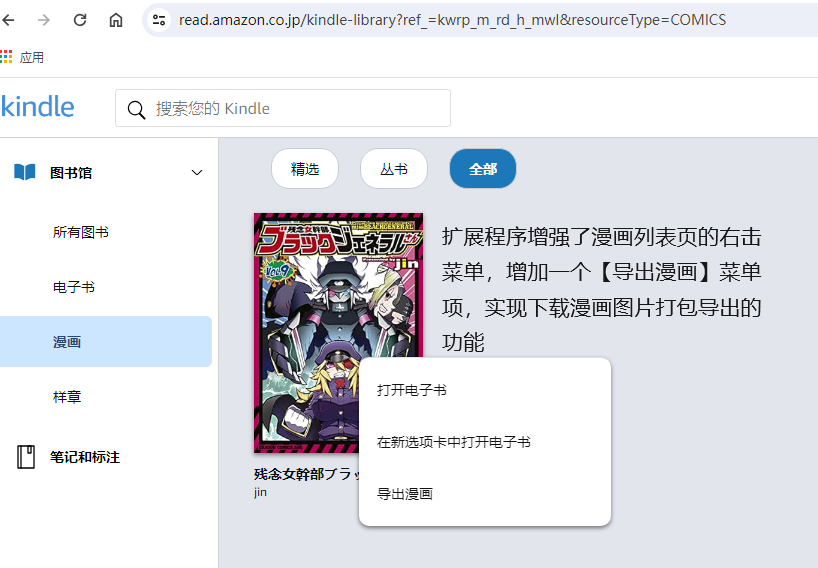 read.amazon.co.jp/kindle-library?ref_=kwrp_m_rd_h_mwl&resourceType=COMICS
应用
kindle
搜索您的 Kindle
图书馆
所有图书
电子书
漫画
样章
笔记和标注
精选
丛书
全部
残念女幹部
ブラックジェネラルさん
jin
Vol.9
扩展程序增强了漫画列表页的右击
菜单，增加一个【导出漫画】菜单
项，实现下载漫画图片打包导出的
功能
打开电子书
在新选项卡中打开电子书
导出漫画
残念女幹部ブラッ
jin